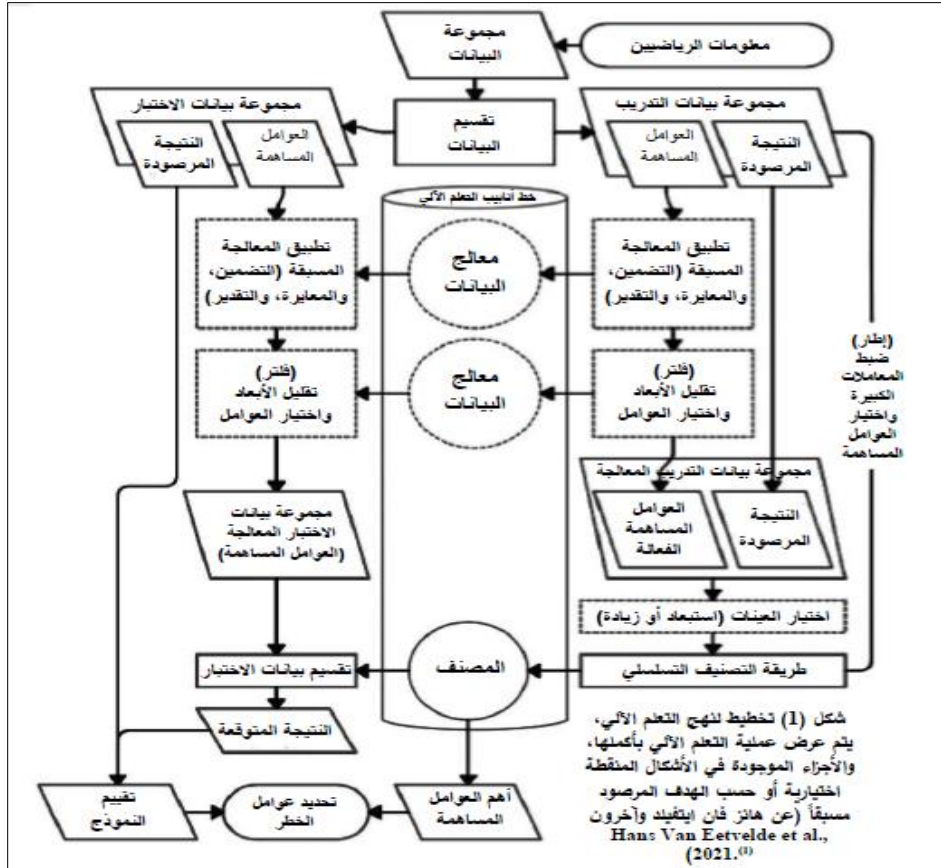 معلومات الرياضيين
مجموعة
البيانات
تقسيم
البيانات
مجموعة بيانات التدريب
العوامل
المساهمة
النتيجة
المرصودة
مجموعة بيانات الاختبار
العوامل
المساهمة
النتيجة
المرصودة
خط أنابيب التعلم الآلي
تطبيق المعالجة
المسبقة (التضمين،
والمعايرة، والتقدير)
معالج
البيانات
تطبيق المعالجة
المسبقة (التضمين،
والمعايرة، والتقدير)
(فلتر)
تقليل الأبعاد
واختيار العوامل
معالج
البيانات
(فلتر)
تقليل الأبعاد
واختيار العوامل
(إطار)
ضبط
المعاملات
الكبيرة
واختيار
العوامل
المساهمة
مجموعة بيانات التدريب المعالجة
النتيجة
المرصودة
العوامل
المساهمة
الفعالة
مجموعة بيانات
الاختبار المعالجة
(العوامل المساهمة)
اختيار العينات (استبعاد أو زيادة)
طريقة التصنيف التسلسلي
المصنف
تقسيم بيانات الاختبار
النتيجة المتوقعة
أهم العوامل
المساهمة
تحديد عوامل
الخطر
تقييم
النموذج
شكل (1) تخطيط لنهج التعلم الآلي،
يتم عرض عملية التعلم الآلي بأكملها،
والأجزاء الموجودة في الأشكال المنقطة
اختيارية أو حسب الهدف المرصود
مسبقاً (عن هانز فان ايتفيلد وآخرون
Hans Van Eetvelde et al.,
(2021.⁽¹⁾